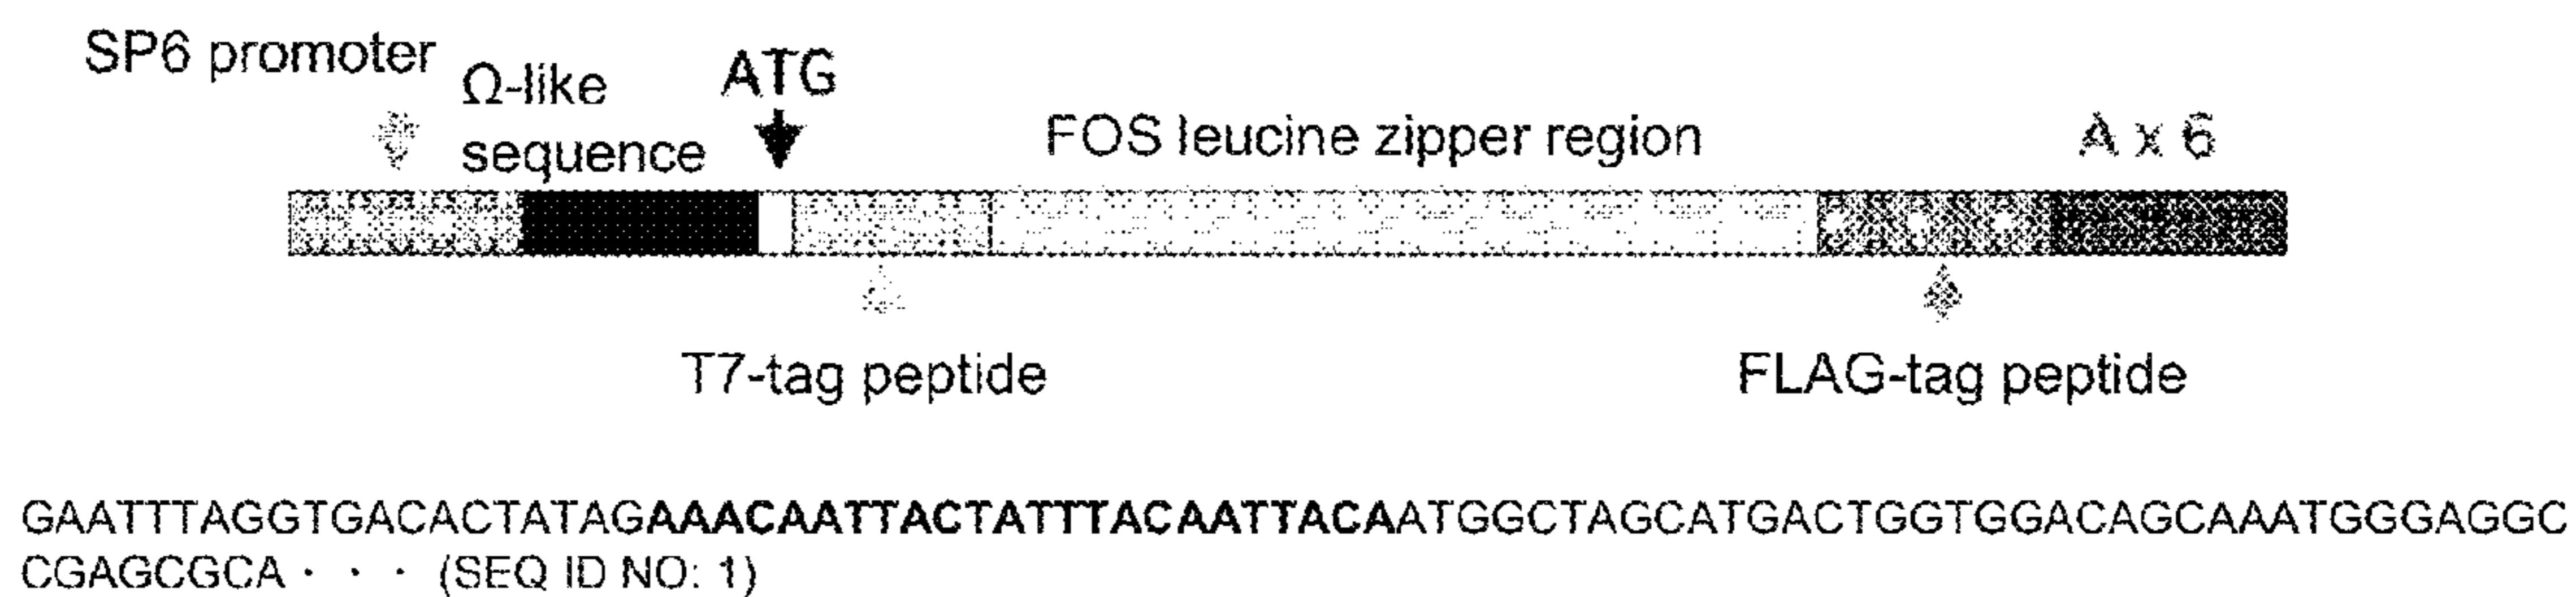 SP6 promoter
Ω-like
sequence
ATG
FOS leucine zipper region
A x 6
T7-tag peptide
FLAG-tag peptide
GAATTTAGGTGACACTATAGAAACAATTACTATTTACAATTACAATGGCTAGCATGACTGGTGGACAGCAAATGGGAGGC
CGAGCGCA · · · (SEQ ID NO: 1)